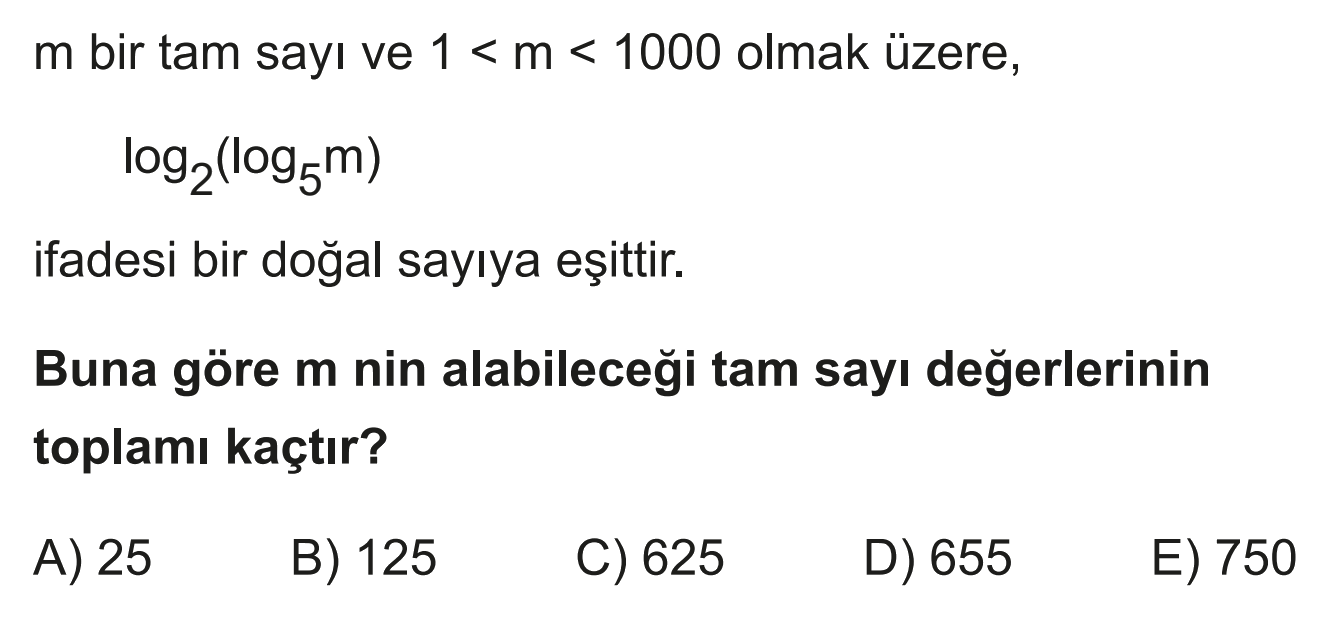 m bir tam sayı ve 1 < m < 1000 olmak üzere,
log₂(log₅m)
ifadesi bir doğal sayıya eşittir.
Buna göre m nin alabileceği tam sayı değerlerinin
toplamı kaçtır?
A) 25 B) 125 C) 625 D) 655 E) 750